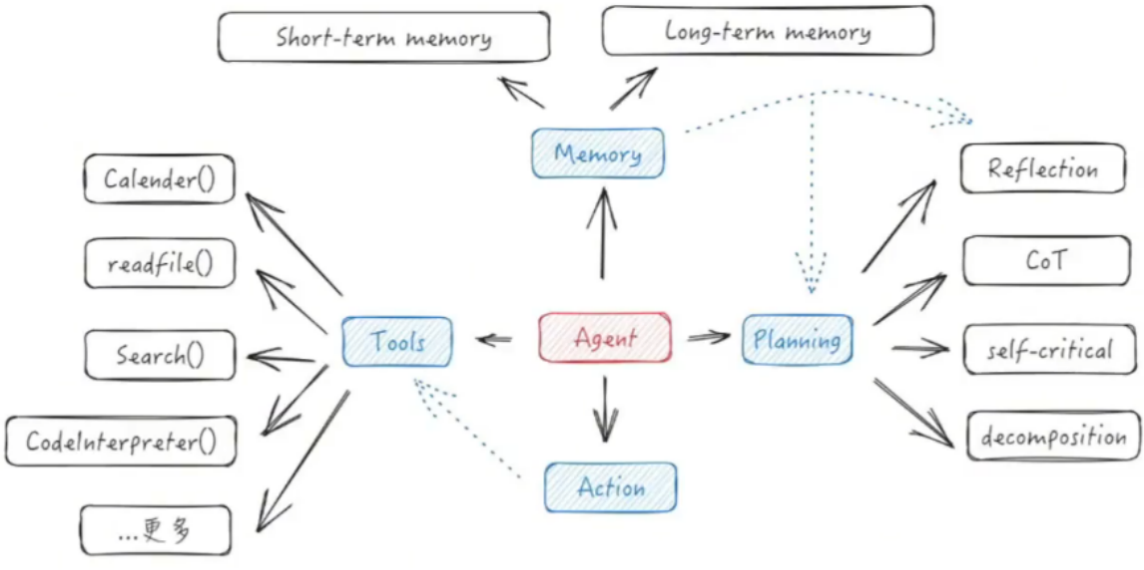 Short-term memory
Long-term memory
Memory
Calender()
readfile()
Search()
CodeInterpreter()
...更多
Tools
Agent
Planning
Action
Reflection
CoT
self-critical
decomposition